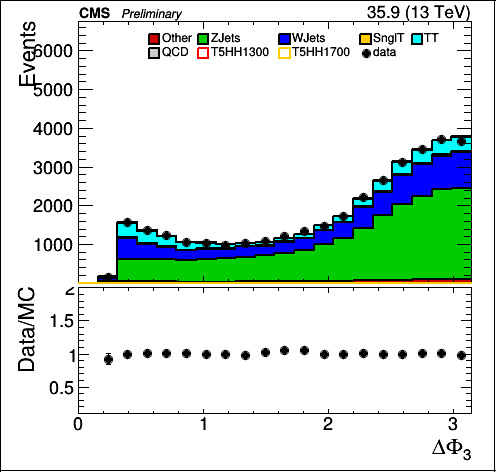 CMS Preliminary 35.9 (13 TeV)
Other ZJets WJets SnglT TT
QCD T5HH1300 T5HH1700 data
Events
6000
5000
4000
3000
2000
1000
Data/MC
2
1.5
1
0.5
0 1 2 3
ΔΦ3